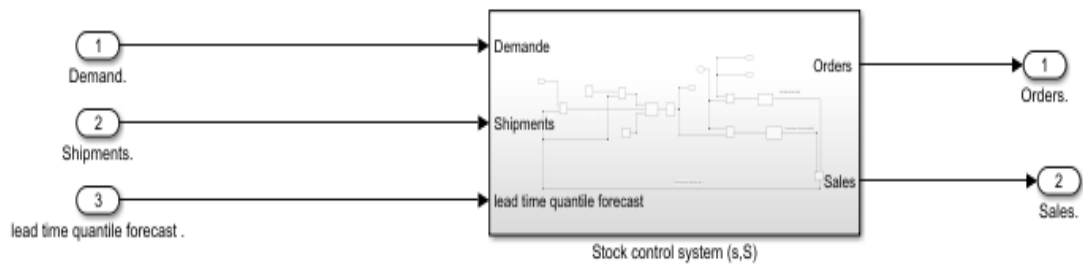 1
Demand.
2
Shipments.
3
lead time quantile forecast .
Demande
Shipments
lead time quantile forecast
Orders
Sales
Stock control system (s,S)
1
Orders.
2
Sales.